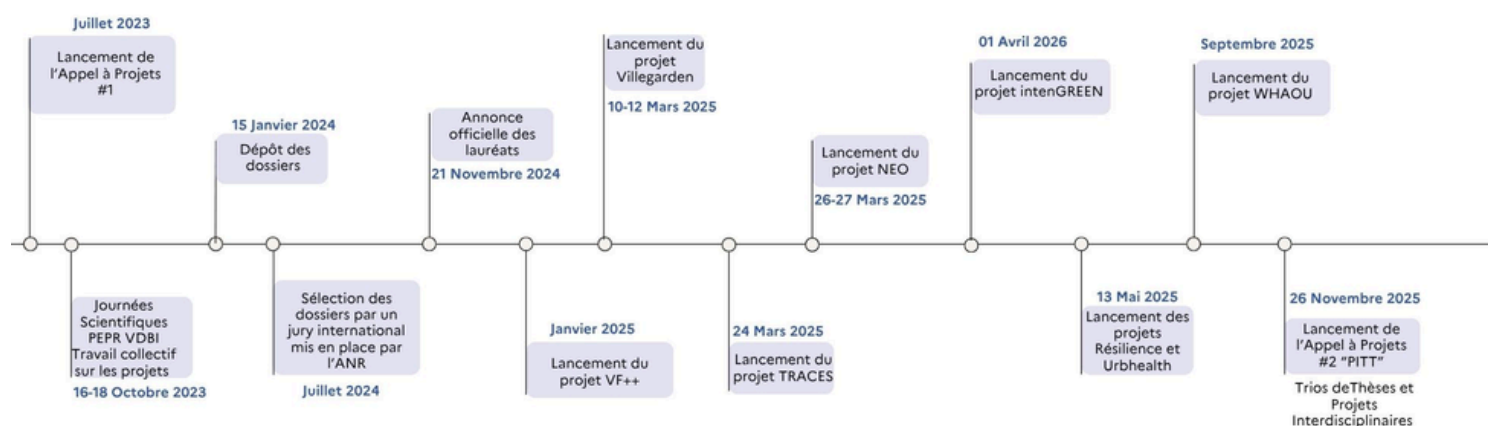 Juillet 2023
Lancement de
l'Appel à Projets
#1
Journées
Scientifiques
PEPR VDBI
Travail collectif
sur les projets
16-18 Octobre 2023
15 Janvier 2024
Dépôt des
dossiers
Sélection des
dossiers par un
jury international
mis en place par
l'ANR
Juillet 2024
Annonce
officielle des
lauréats
21 Novembre 2024
Janvier 2025
Lancement du
projet VF++
Lancement du
projet
Villegarden
10-12 Mars 2025
24 Mars 2025
Lancement du
projet TRACES
Lancement du
projet NEO
26-27 Mars 2025
01 Avril 2026
Lancement du
projet intenGREEN
13 Mai 2025
Lancement des
projets
Résilience et
Urbhealth
Septembre 2025
Lancement du
projet WHAOU
26 Novembre 2025
Lancement de
l'Appel à Projets
#2 "PITT"
Trios deThèses et
Projets
Interdisciplinaires